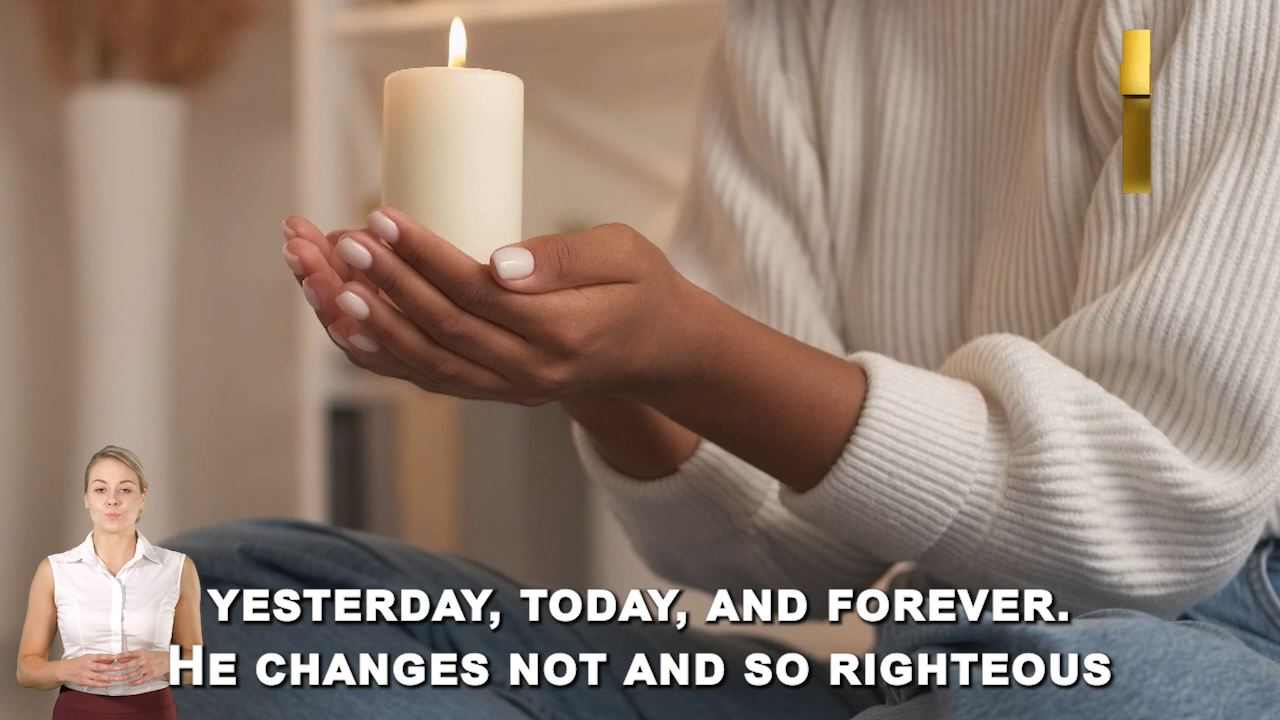 YESTERDAY, TODAY, AND FOREVER.
HE CHANGES NOT AND SO RIGHTEOUS